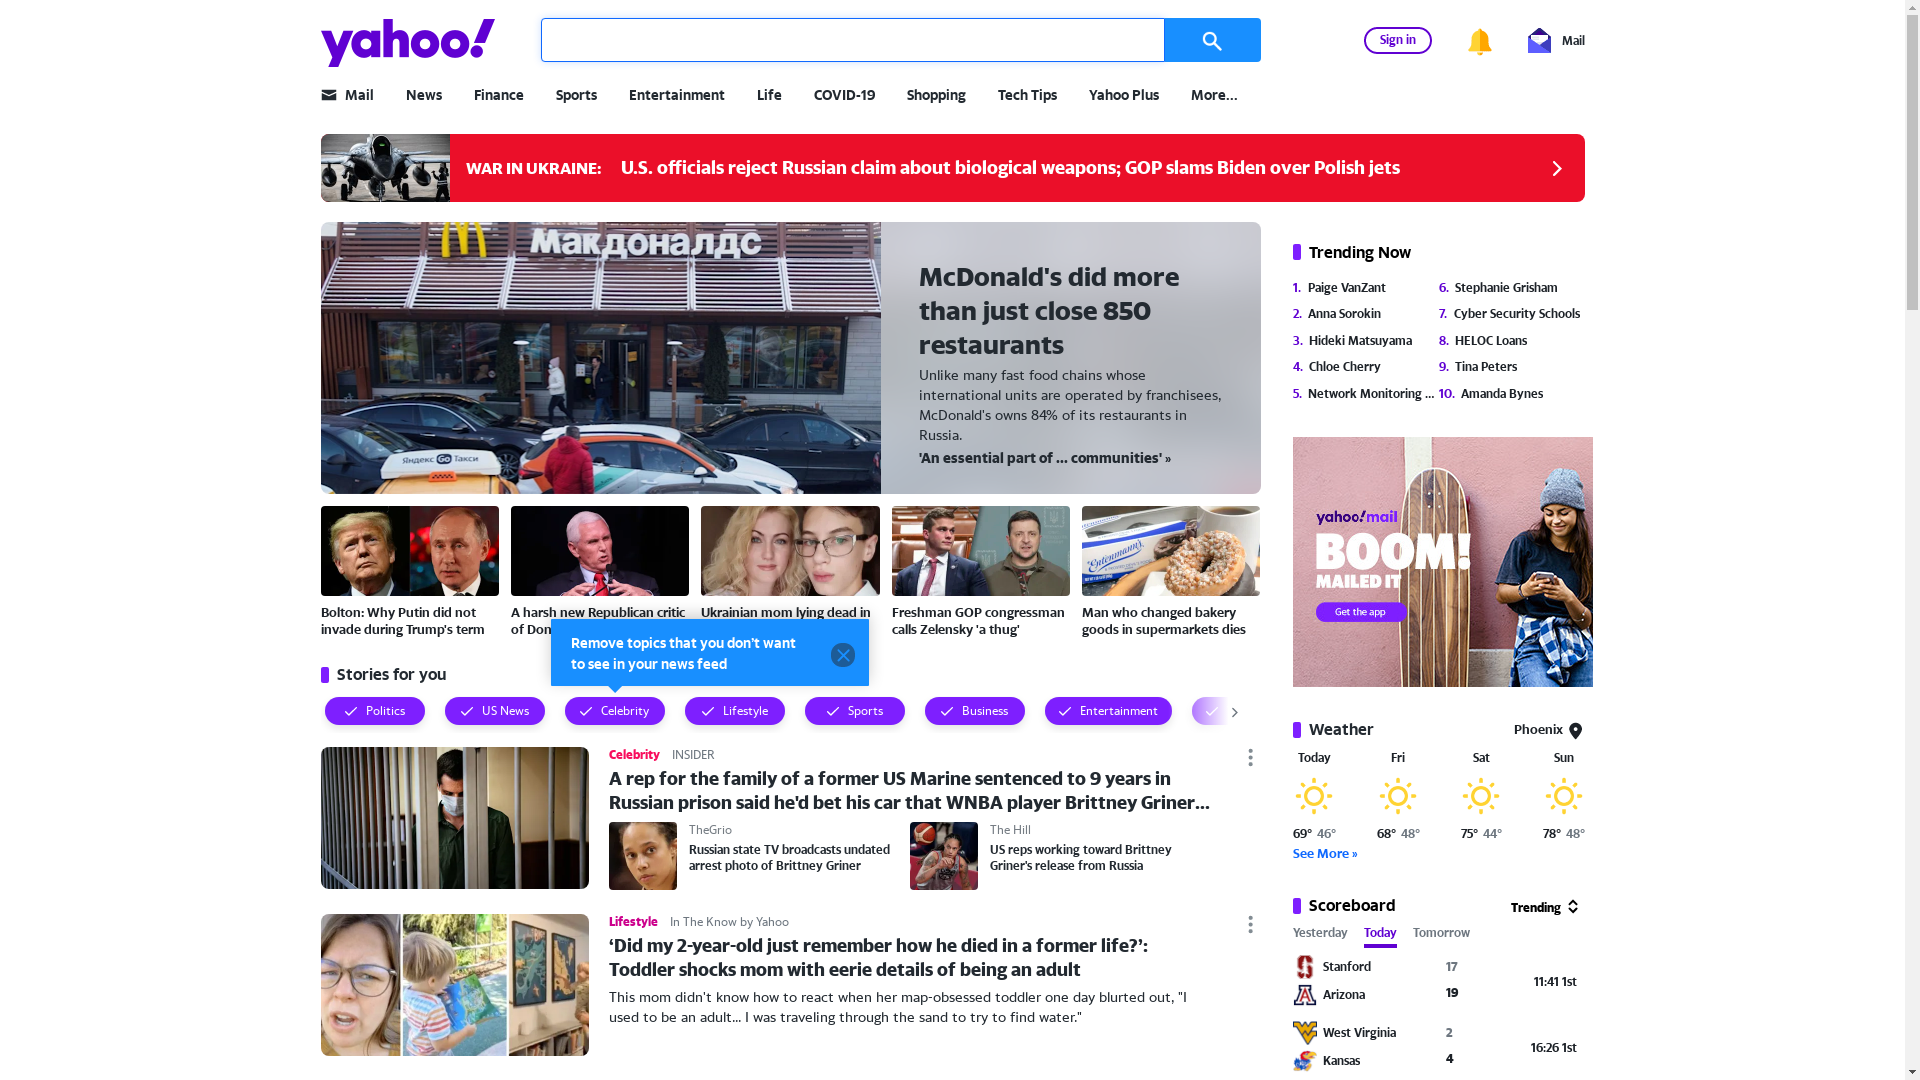 yahoo!
Sign in
Mail
Mail
News
Finance
Sports
Entertainment
Life
COVID-19
Shopping
Tech Tips
Yahoo Plus
More...
WAR IN UKRAINE:
U.S. officials reject Russian claim about biological weapons; GOP slams Biden over Polish jets
Макдоналдс
Яндекс Go Такси
McDonald's did more
than just close 850
restaurants
Unlike many fast food chains whose
international units are operated by franchisees,
McDonald's owns 84% of its restaurants in
Russia.
'An essential part of ... communities' »
Entenmann's
Bolton: Why Putin did not
invade during Trump's term
A harsh new Republican critic
of Don
Ukrainian mom lying dead in
Freshman GOP congressman
calls Zelensky 'a thug'
Man who changed bakery
goods in supermarkets dies
Remove topics that you don't want
to see in your news feed
Stories for you
Politics
US News
Celebrity
Lifestyle
Sports
Business
Entertainment
Celebrity
INSIDER
A rep for the family of a former US Marine sentenced to 9 years in
Russian prison said he'd bet his car that WNBA player Brittney Griner...
TheGrio
Russian state TV broadcasts undated
arrest photo of Brittney Griner
The Hill
US reps working toward Brittney
Griner's release from Russia
Lifestyle
In The Know by Yahoo
‘Did my 2-year-old just remember how he died in a former life?’:
Toddler shocks mom with eerie details of being an adult
This mom didn't know how to react when her map-obsessed toddler one day blurted out, "I
used to be an adult... I was traveling through the sand to try to find water."
Trending Now
1. Paige VanZant
2. Anna Sorokin
3. Hideki Matsuyama
4. Chloe Cherry
5. Network Monitoring ...
6. Stephanie Grisham
7. Cyber Security Schools
8. HELOC Loans
9. Tina Peters
10. Amanda Bynes
yahoo!mail
BOOM!
MAILED IT
Get the app
Weather
Phoenix
Today
Fri
Sat
Sun
69° 46°
68° 48°
75° 44°
78° 48°
See More »
Scoreboard
Trending
Yesterday
Today
Tomorrow
Stanford
17
Arizona
19
11:41 1st
West Virginia
2
Kansas
4
16:26 1st